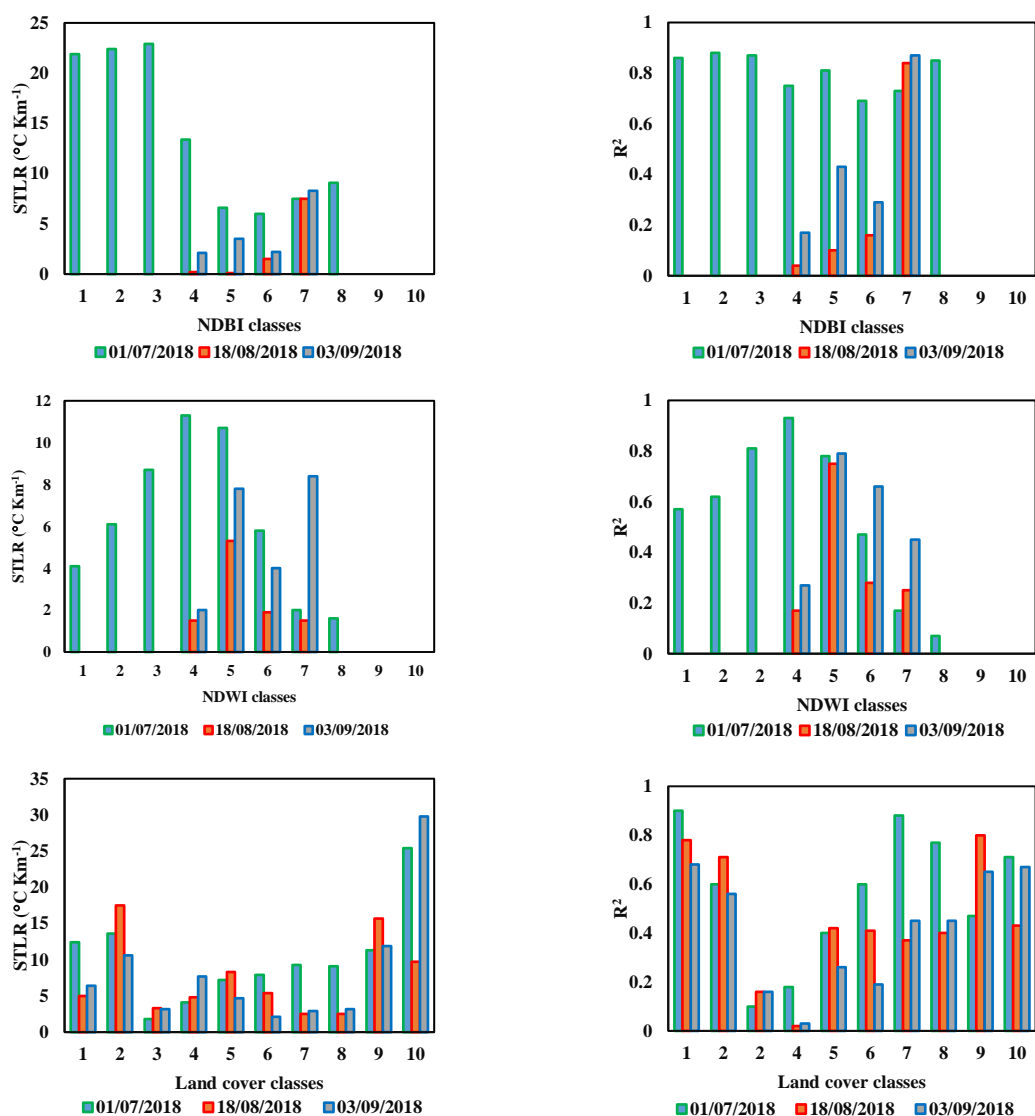 25
20
15
10
5
0
STLR (°C Km-1)
1 2 3 4 5 6 7 8 9 10
NDBI classes
01/07/2018 18/08/2018 03/09/2018
1
0.8
0.6
0.4
0.2
0
R2
1 2 3 4 5 6 7 8 9 10
NDBI classes
01/07/2018 18/08/2018 03/09/2018
12
10
8
6
4
2
0
STLR (°C Km-1)
1 2 3 4 5 6 7 8 9 10
NDWI classes
01/07/2018 18/08/2018 03/09/2018
1
0.8
0.6
0.4
0.2
0
R2
1 2 2 4 5 6 7 8 9 10
NDWI classes
01/07/2018 18/08/2018 03/09/2018
35
30
25
20
15
10
5
0
STLR (°C Km-1)
1 2 3 4 5 6 7 8 9 10
Land cover classes
01/07/2018 18/08/2018 03/09/2018
1
0.8
0.6
0.4
0.2
0
R2
1 2 2 4 5 6 7 8 9 10
Land cover classes
01/07/2018 18/08/2018 03/09/2018